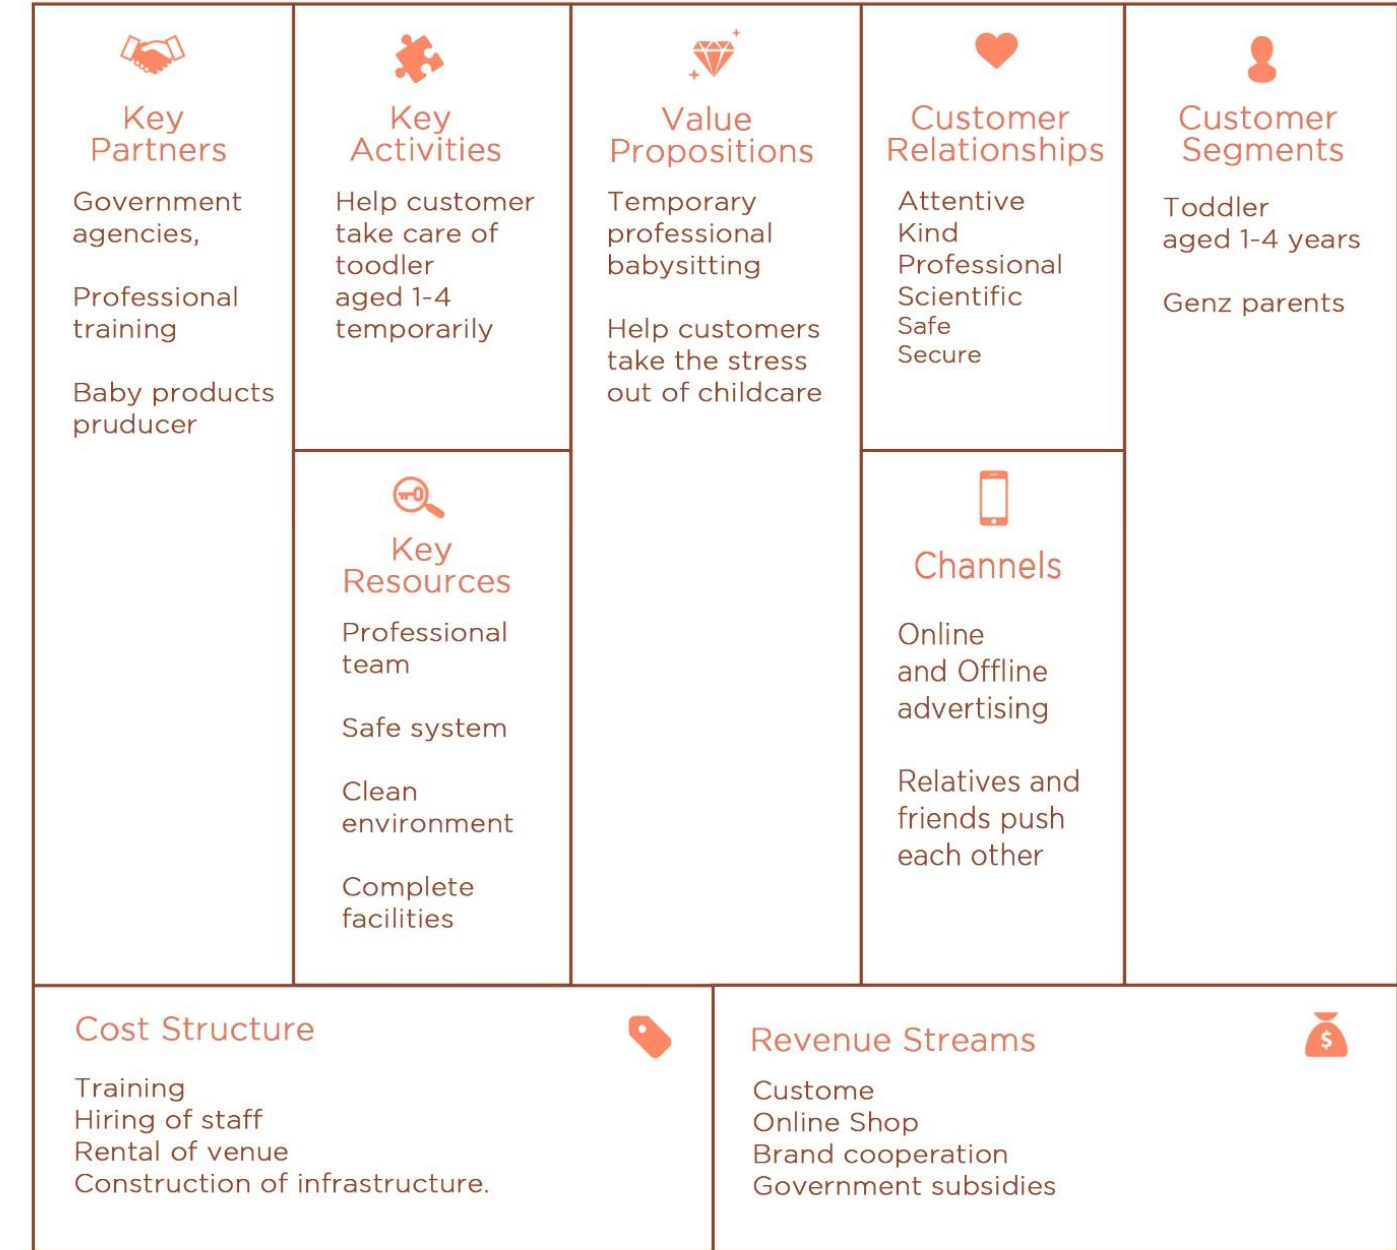 Key
Partners
Government
agencies,
Professional
training
Baby products
pruducer
Key
Activities
Help customer
take care of
toodler
aged 1-4
temporarily
Key
Resources
Professional
team
Safe system
Clean
environment
Complete
facilities
Value
Propositions
Temporary
professional
babysitting
Help customers
take the stress
out of childcare
Customer
Relationships
Attentive
Kind
Professional
Scientific
Safe
Secure
Channels
Online
and Offline
advertising
Relatives and
friends push
each other
Customer
Segments
Toddler
aged 1-4 years
Genz parents
Cost Structure
Training
Hiring of staff
Rental of venue
Construction of infrastructure.
Revenue Streams
$
Custome
Online Shop
Brand cooperation
Government subsidies